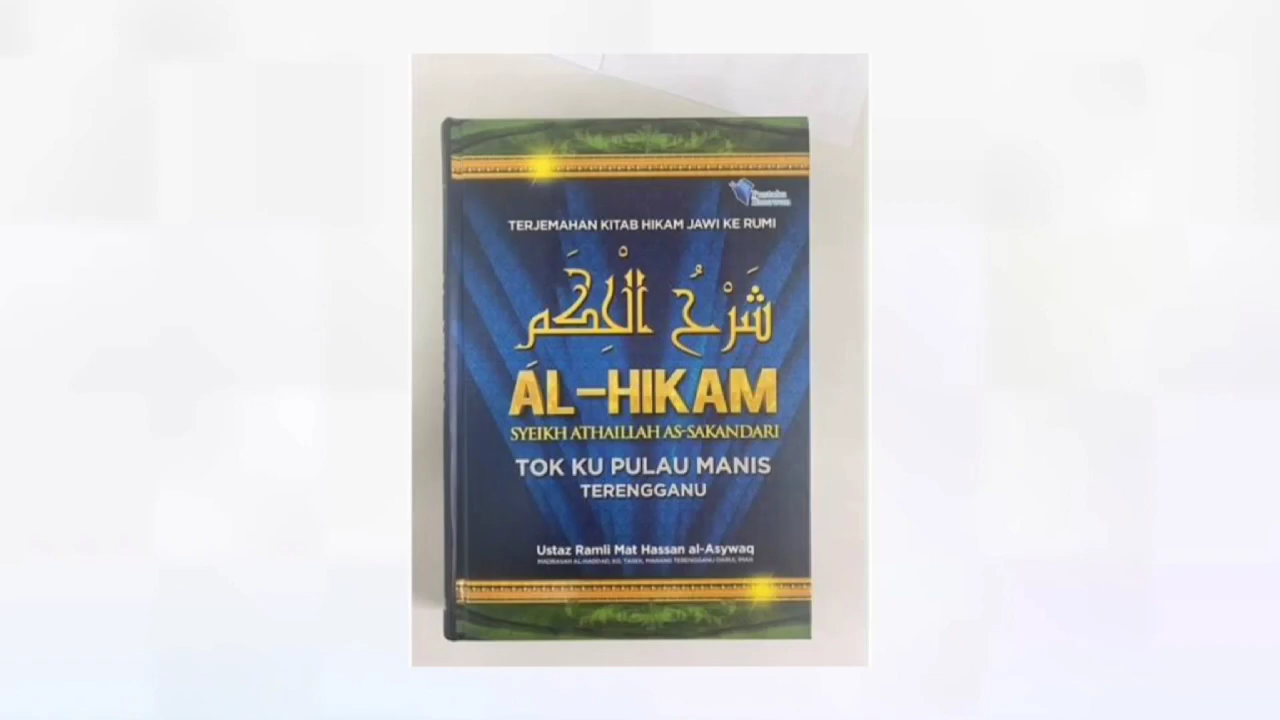 TERJEMAHAN KITAB HIKAM JAWI KE RUMI
شَرْحُ الْحِكَم
AL-HIKAM
SYEIKH ATHAILLAH AS-SAKANDARI
TOK KU PULAU MANIS
TERENGGANU
Ustaz Ramli Mat Hassan al-Asywaq